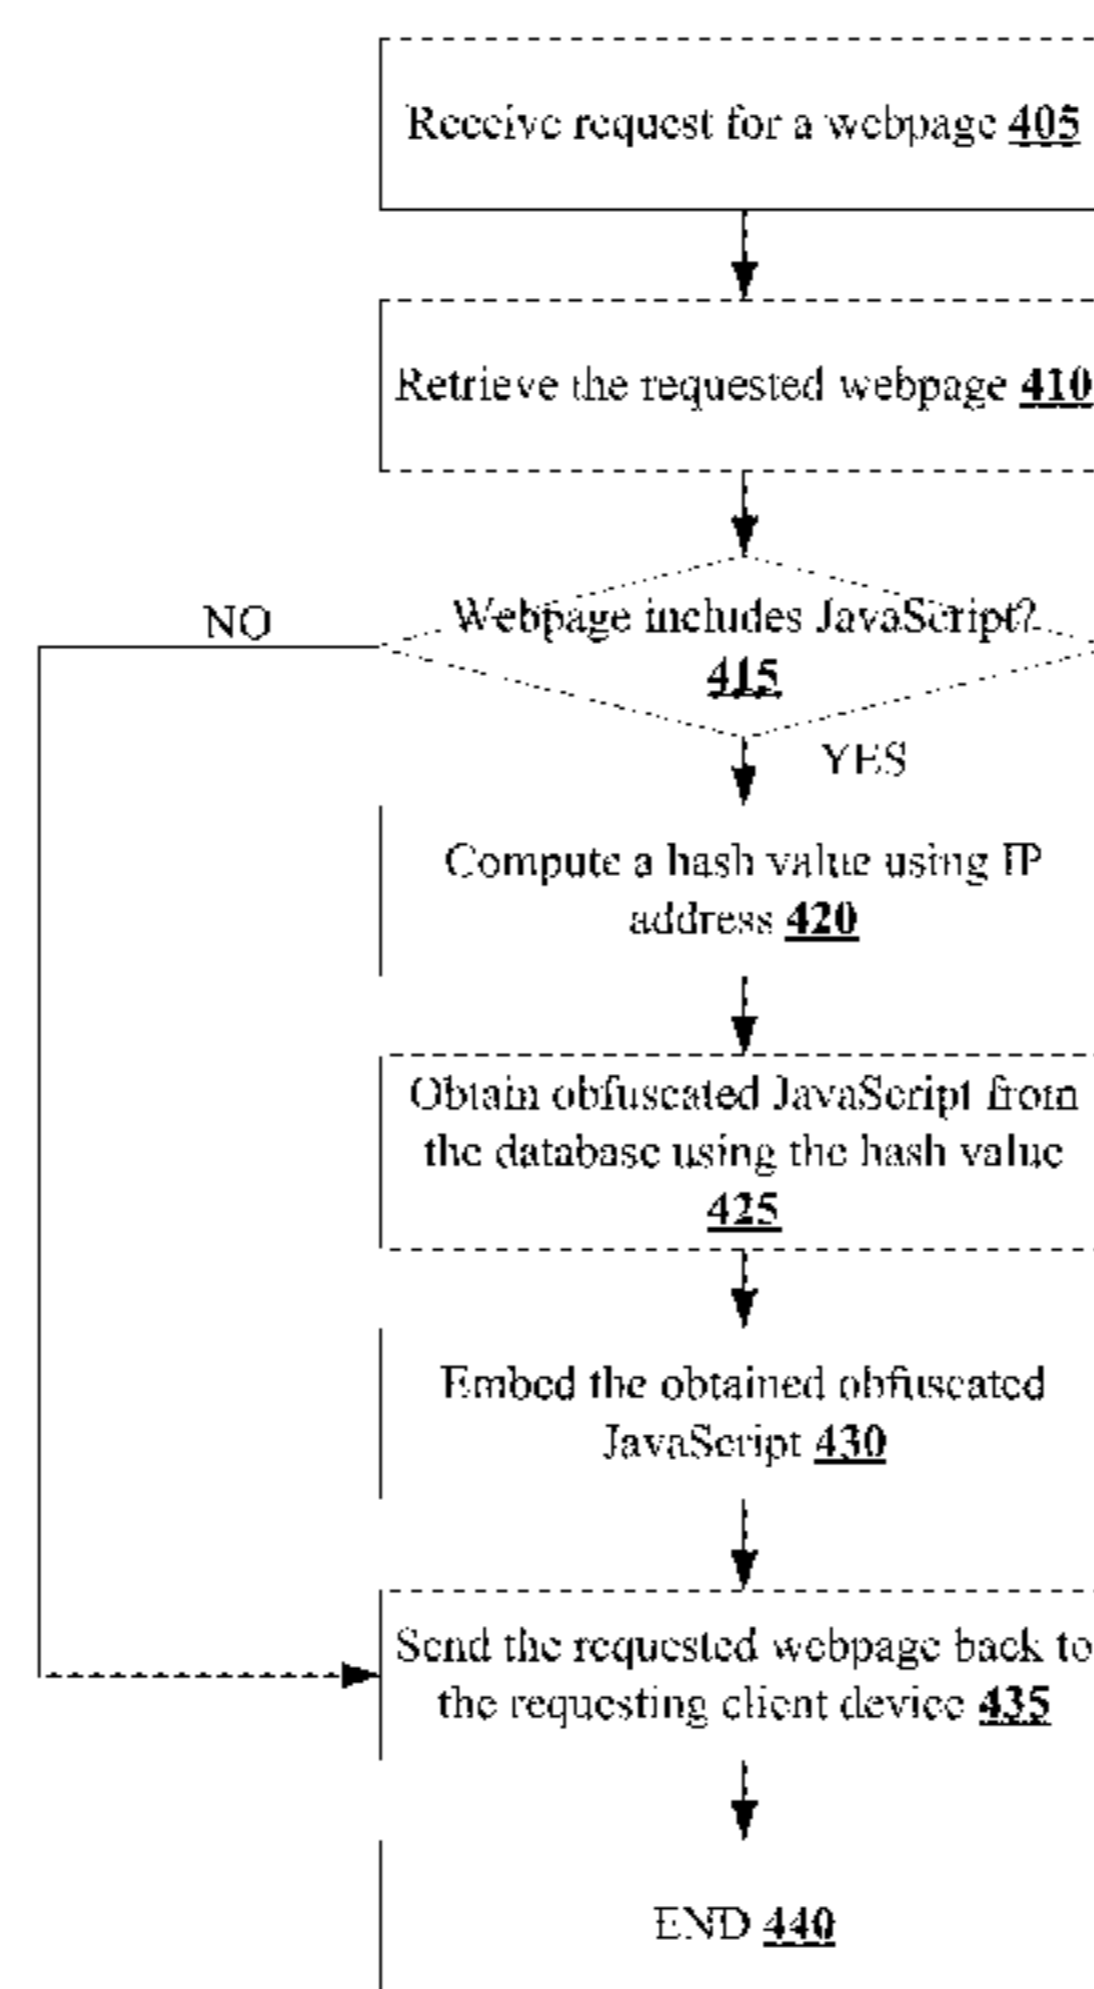 Receive request for a webpage 405
Retrieve the requested webpage 410
NO
Webpage includes JavaScript?
415
YES
Compute a hash value using IP
address 420
Obtain obfuscated JavaScript from
the database using the hash value
425
Embed the obtained obfuscated
JavaScript 430
Send the requested webpage back to
the requesting client device 435
END 440